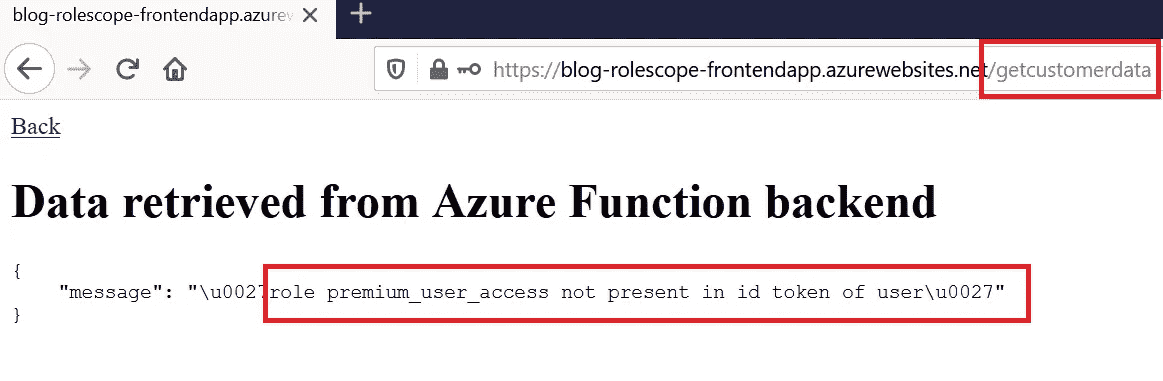 blog-rolescope-frontendapp.azurew
https://blog-rolescope-frontendapp.azurewebsites.net/getcustomerdata
Back
Data retrieved from Azure Function backend
{
"message": "\u0027role premium_user_access not present in id token of user\u0027"
}